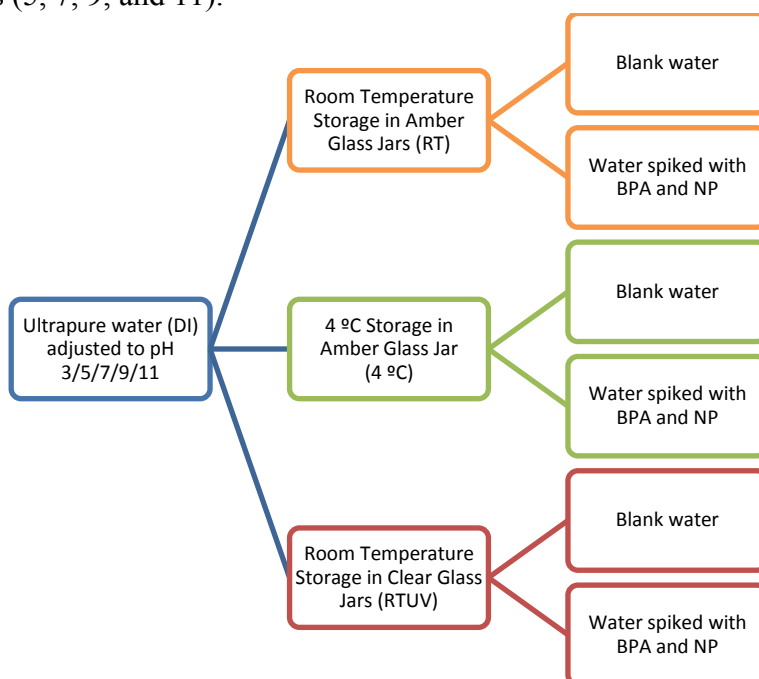 s (5, 7, 9, and 11).
Blank water
Room Temperature
Storage in Amber
Glass Jars (RT)
Water spiked with
BPA and NP
Blank water
Ultrapure water (DI)
adjusted to pH
3/5/7/9/11
4 ºC Storage in
Amber Glass Jar
(4 ºC)
Water spiked with
BPA and NP
Blank water
Room Temperature
Storage in Clear Glass
Jars (RTUV)
Water spiked with
BPA and NP